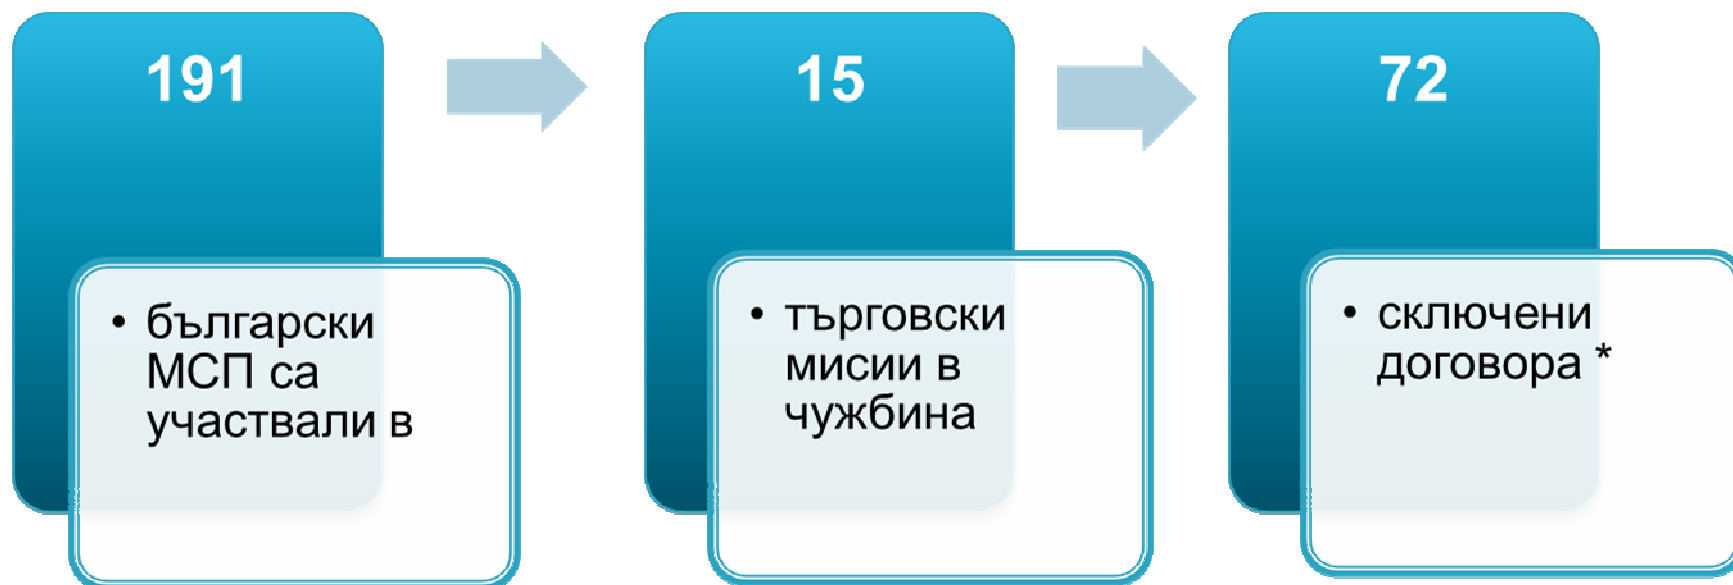 191
• български
МСП са
участвали в
15
• търговски
мисии в
чужбина
72
• сключени
договора *